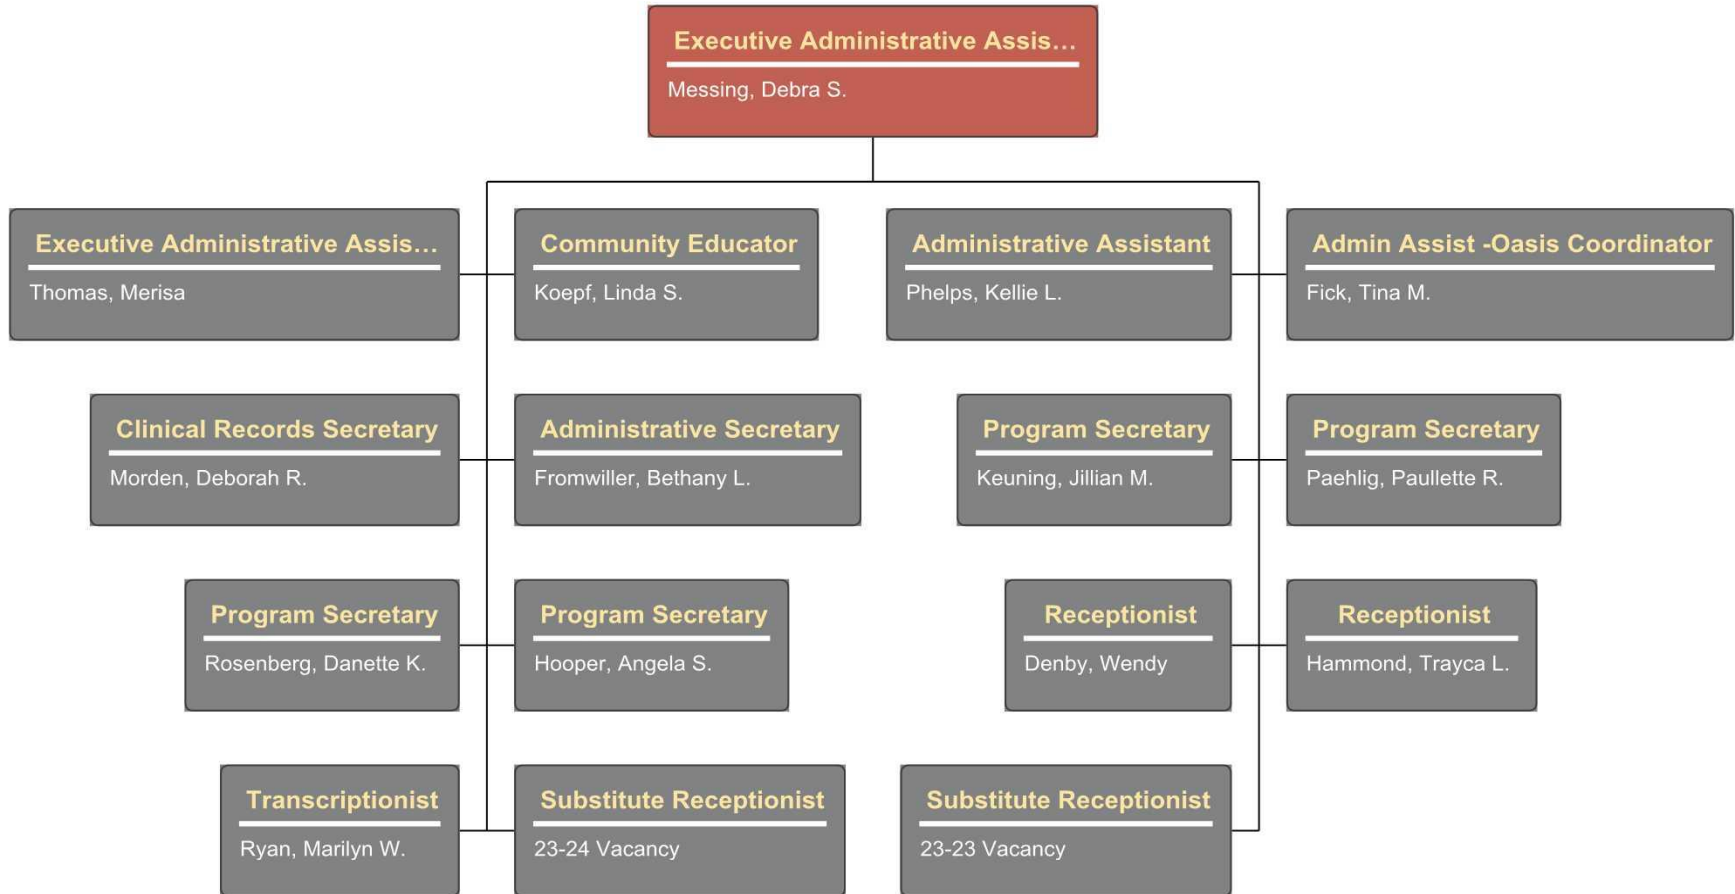 Executive Administrative Assis...
Messing, Debra S.
Executive Administrative Assis...
Thomas, Merisa
Community Educator
Koepf, Linda S.
Administrative Assistant
Phelps, Kellie L.
Admin Assist -Oasis Coordinator
Fick, Tina M.
Clinical Records Secretary
Morden, Deborah R.
Administrative Secretary
Fromwiller, Bethany L.
Program Secretary
Keuning, Jillian M.
Program Secretary
Paehlig, Paullette R.
Program Secretary
Rosenberg, Danette K.
Program Secretary
Hooper, Angela S.
Receptionist
Denby, Wendy
Receptionist
Hammond, Trayca L.
Transcriptionist
Ryan, Marilyn W.
Substitute Receptionist
23-24 Vacancy
Substitute Receptionist
23-23 Vacancy